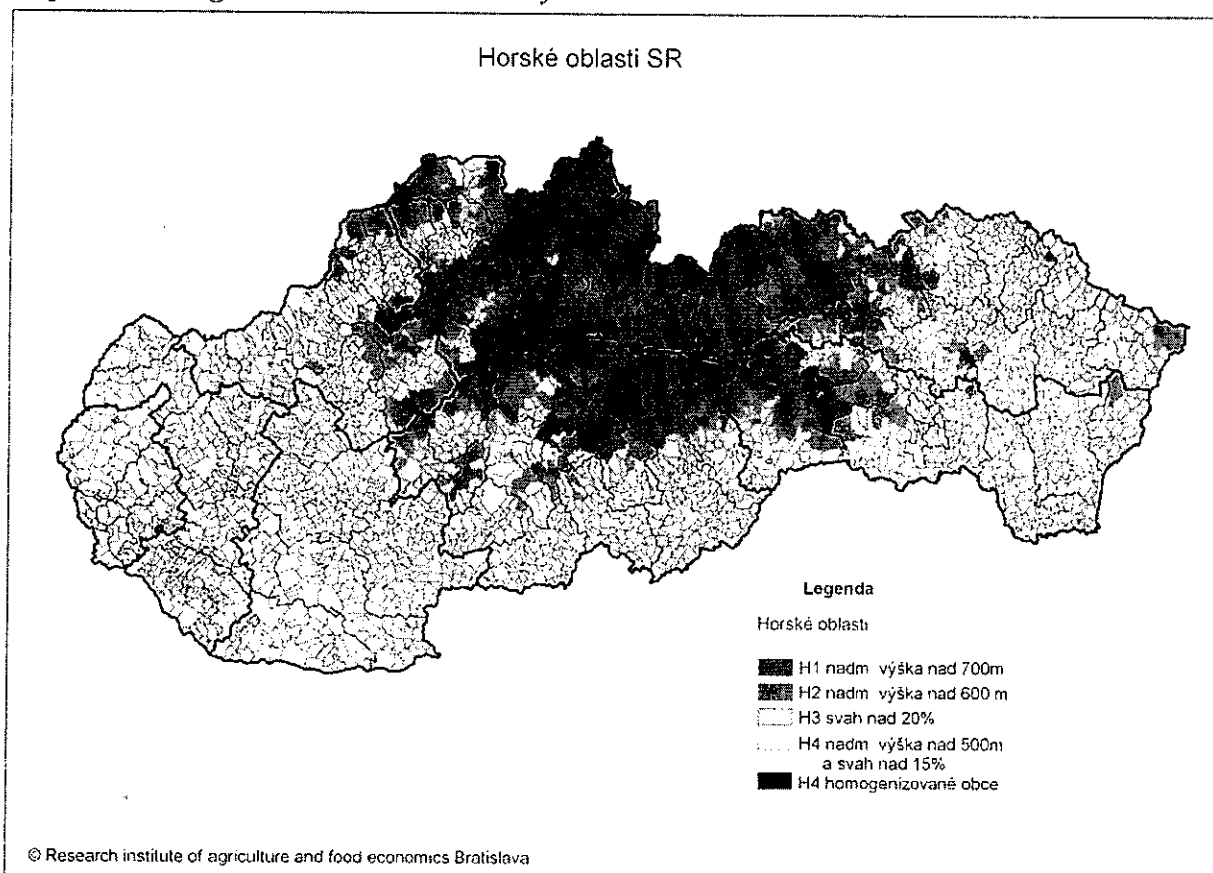 Horské oblasti SR
Legenda
Horské oblasti
H1 nadm výška nad 700m
H2 nadm výška nad 600 m
H3 svah nad 20%
H4 nadm výška nad 500m
a svah nad 15%
H4 homogenizované obce
© Research institute of agriculture and food economics Bratislava